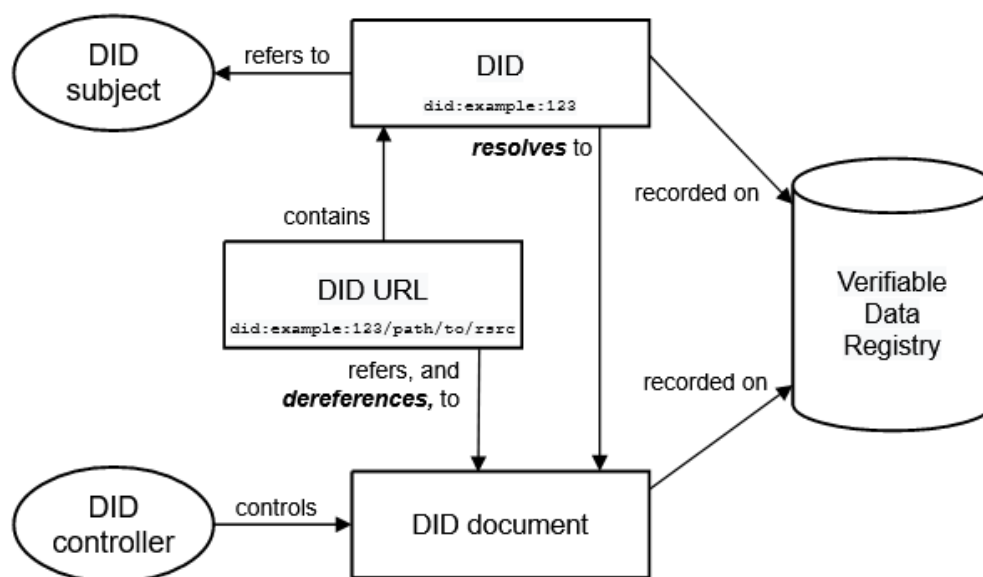 DID
subject
refers to
DID
did:example:123
resolves to
recorded on
contains
DID URL
did:example:123/path/to/rsrc
Verifiable
Data
Registry
refers, and
dereferences, to
recorded on
DID
controller
controls
DID document